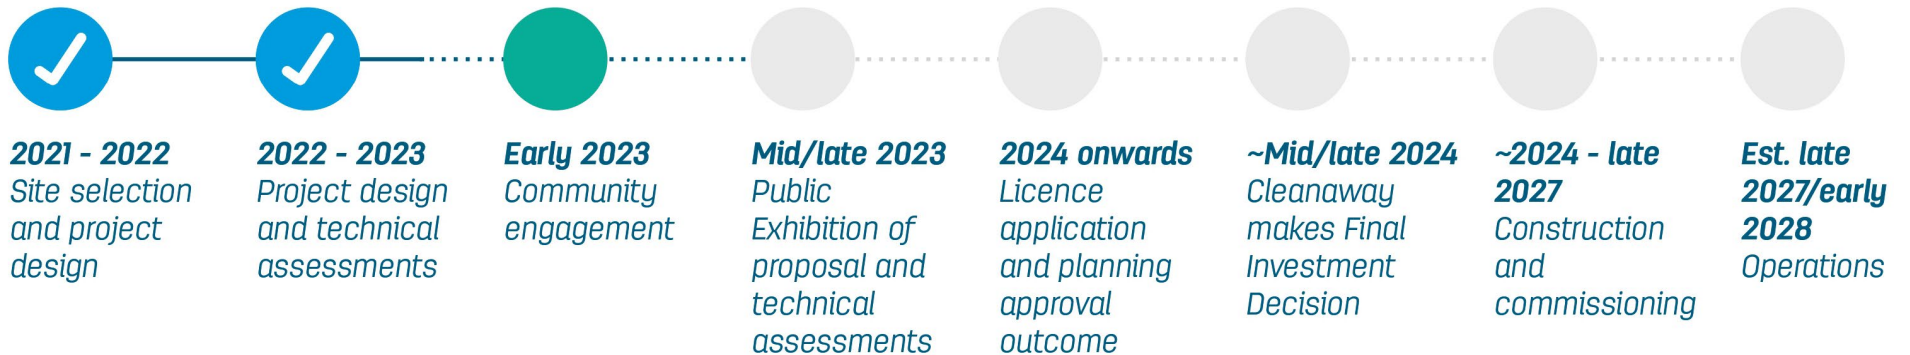 2021 - 2022
Site selection
and project
design
2022 - 2023
Project design
and technical
assessments
Early 2023
Community
engagement
Mid/late 2023
Public
Exhibition of
proposal and
technical
assessments
2024 onwards
Licence
application
and planning
approval
outcome
~Mid/late 2024
Cleanaway
makes Final
Investment
Decision
~2024 - late
2027
Construction
and
commissioning
Est. late
2027/early
2028
Operations